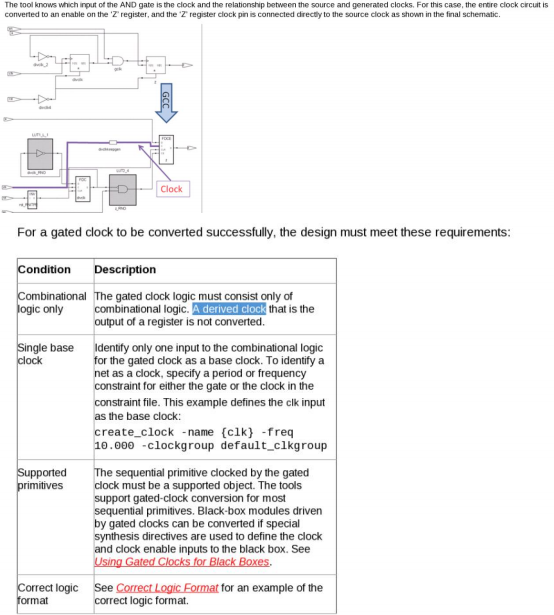 The tool knows which input of the AND gate is the clock and the relationship between the source and generated clocks. For this case, the entire clock circuit is
converted to an enable on the 'Z' register, and the 'Z' register clock pin is connected directly to the source clock as shown in the final schematic.
GCC
Clock
For a gated clock to be converted successfully, the design must meet these requirements:
Condition Description
Combinational logic only
The gated clock logic must consist only of
combinational logic. A derived clock that is the
output of a register is not converted.
Single base clock
Identify only one input to the combinational logic
for the gated clock as a base clock. To identify a
net as a clock, specify a period or frequency
constraint for either the gate or the clock in the
constraint file. This example defines the clk input
as the base clock:
create_clock -name {clk} -freq
10.000 -clockgroup default_clkgroup
Supported primitives
The sequential primitive clocked by the gated
clock must be a supported object. The tools
support gated-clock conversion for most
sequential primitives. Black-box modules driven
by gated clocks can be converted if special
synthesis directives are used to define the clock
and clock enable inputs to the black box. See
Using Gated Clocks for Black Boxes.
Correct logic format
See Correct Logic Format for an example of the
correct logic format.